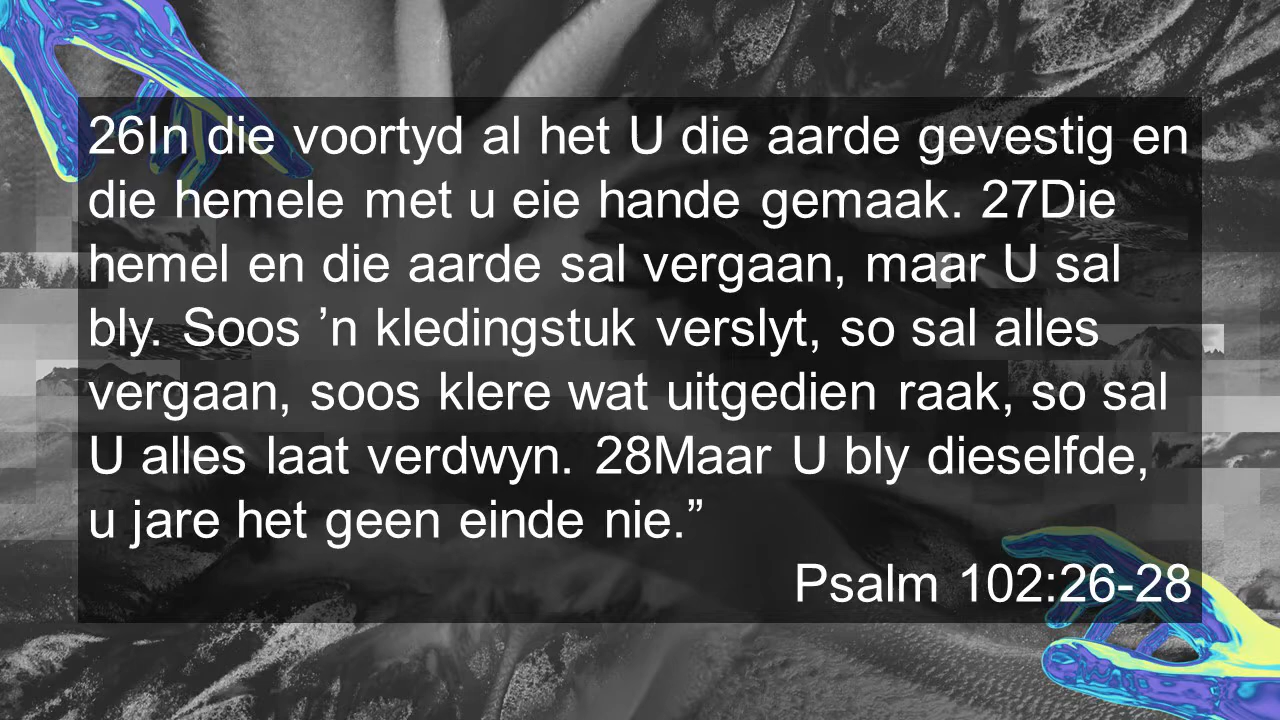 26In die voortyd al het U die aarde gevestig en
die hemele met u eie hande gemaak. 27Die
hemel en die aarde sal vergaan, maar U sal
bly. Soos ’n kledingstuk verslyt, so sal alles
vergaan, soos klere wat uitgedien raak, so sal
U alles laat verdwyn. 28Maar U bly dieselfde,
u jare het geen einde nie.”
Psalm 102:26-28